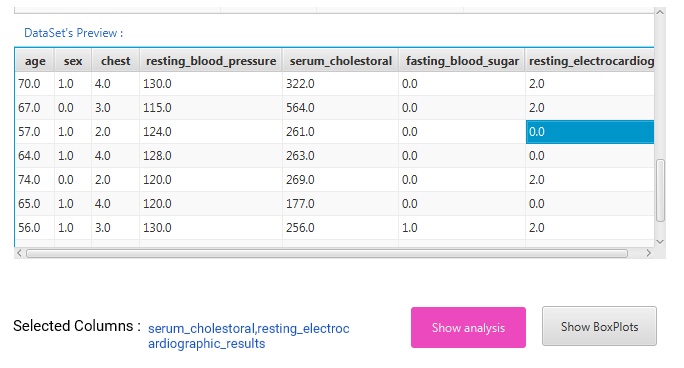 DataSet's Preview :
age sex chest resting_blood_pressure serum_cholestoral fasting_blood_sugar resting_electrocardiog
70.0 1.0 4.0 130.0 322.0 0.0 2.0
67.0 0.0 3.0 115.0 564.0 0.0 2.0
57.0 1.0 2.0 124.0 261.0 0.0 0.0
64.0 1.0 4.0 128.0 263.0 0.0 0.0
74.0 0.0 2.0 120.0 269.0 0.0 2.0
65.0 1.0 4.0 120.0 177.0 0.0 0.0
56.0 1.0 3.0 130.0 256.0 1.0 2.0
Selected Columns : serum_cholestoral,resting_electroc
ardiographic_results
Show analysis
Show BoxPlots